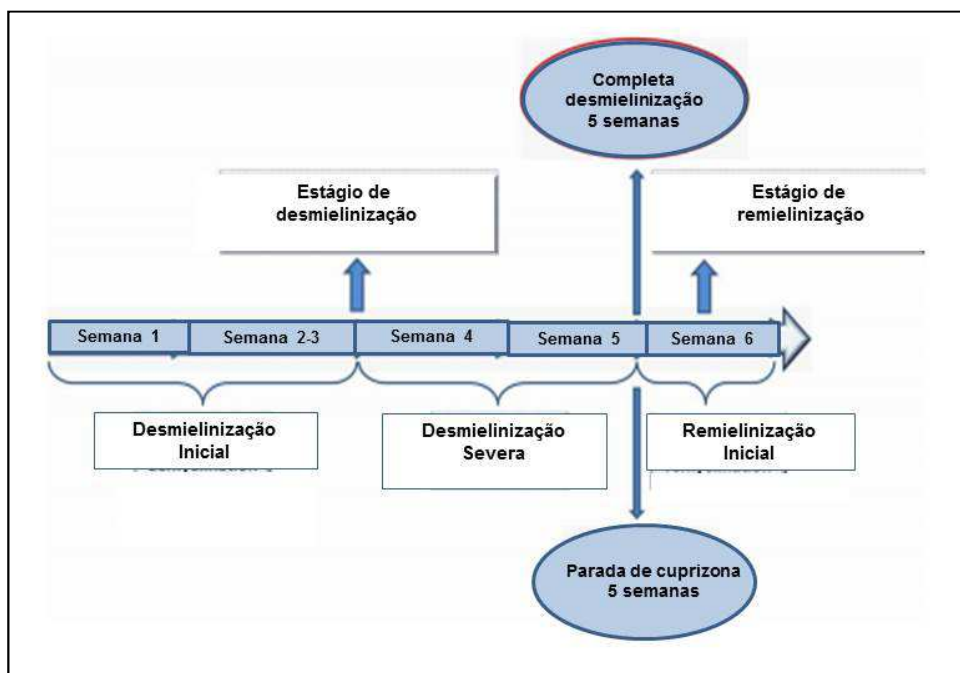 Completa
desmielinização
5 semanas
Estágio de
desmielinização
Estágio de
remielinização
Semana 1
Semana 2-3
Semana 4
Semana 5
Semana 6
Desmielinização
Inicial
Desmielinização
Severa
Remielinização
Inicial
Parada de cuprizona
5 semanas